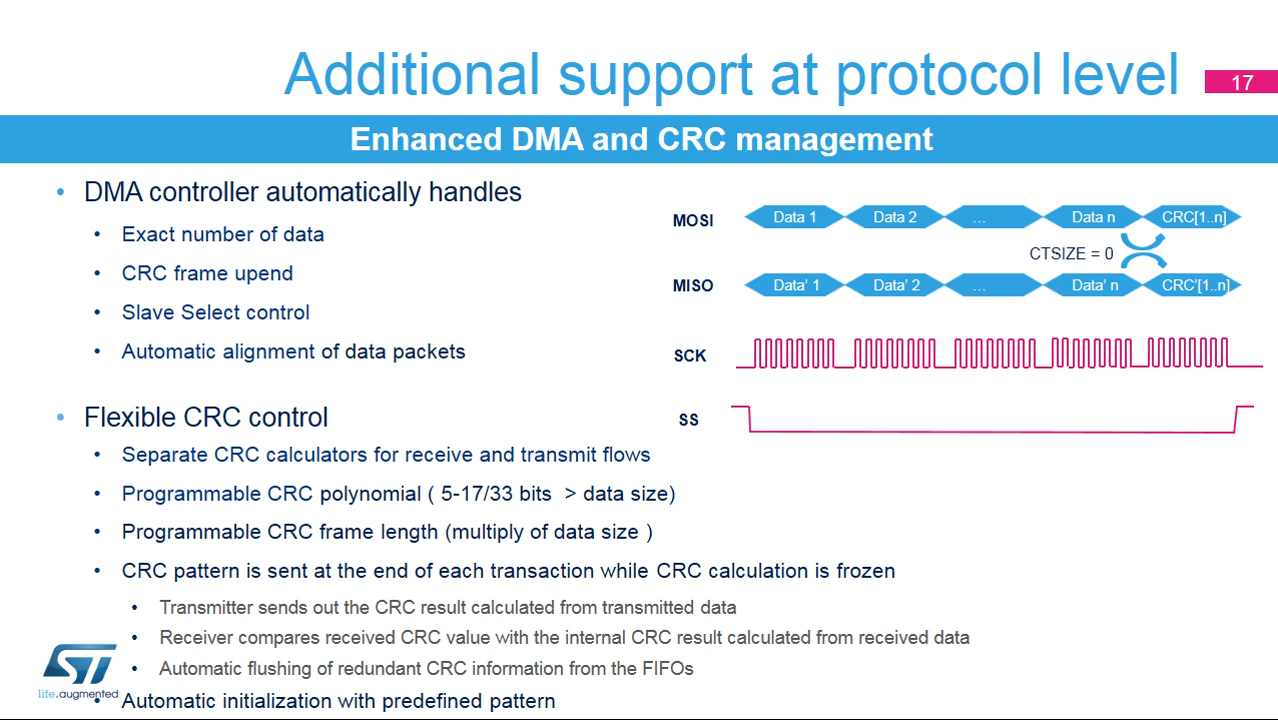 Additional support at protocol level
17
Enhanced DMA and CRC management
• DMA controller automatically handles
• Exact number of data
• CRC frame upend
• Slave Select control
• Automatic alignment of data packets
• Flexible CRC control
• Separate CRC calculators for receive and transmit flows
• Programmable CRC polynomial ( 5-17/33 bits > data size)
• Programmable CRC frame length (multiply of data size )
• CRC pattern is sent at the end of each transaction while CRC calculation is frozen
• Transmitter sends out the CRC result calculated from transmitted data
• Receiver compares received CRC value with the internal CRC result calculated from received data
• Automatic flushing of redundant CRC information from the FIFOs
• Automatic initialization with predefined pattern
MOSI Data 1 Data 2 ... Data n CRC[1..n]
CTSIZE = 0
MISO Data' 1 Data' 2 ... Data' n CRC'[1..n]
SCK
SS
ST
life.augmented